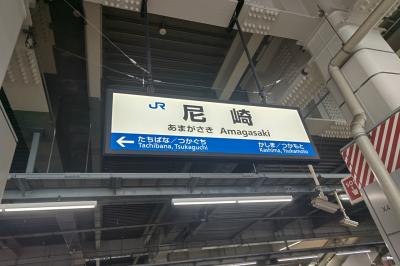 JR
尼崎
あまがさき Amagasaki
← たちばな／つかぐち
Tachibana, Tsukaguchi
かしま／つかもと
Kashima, Tsukamoto